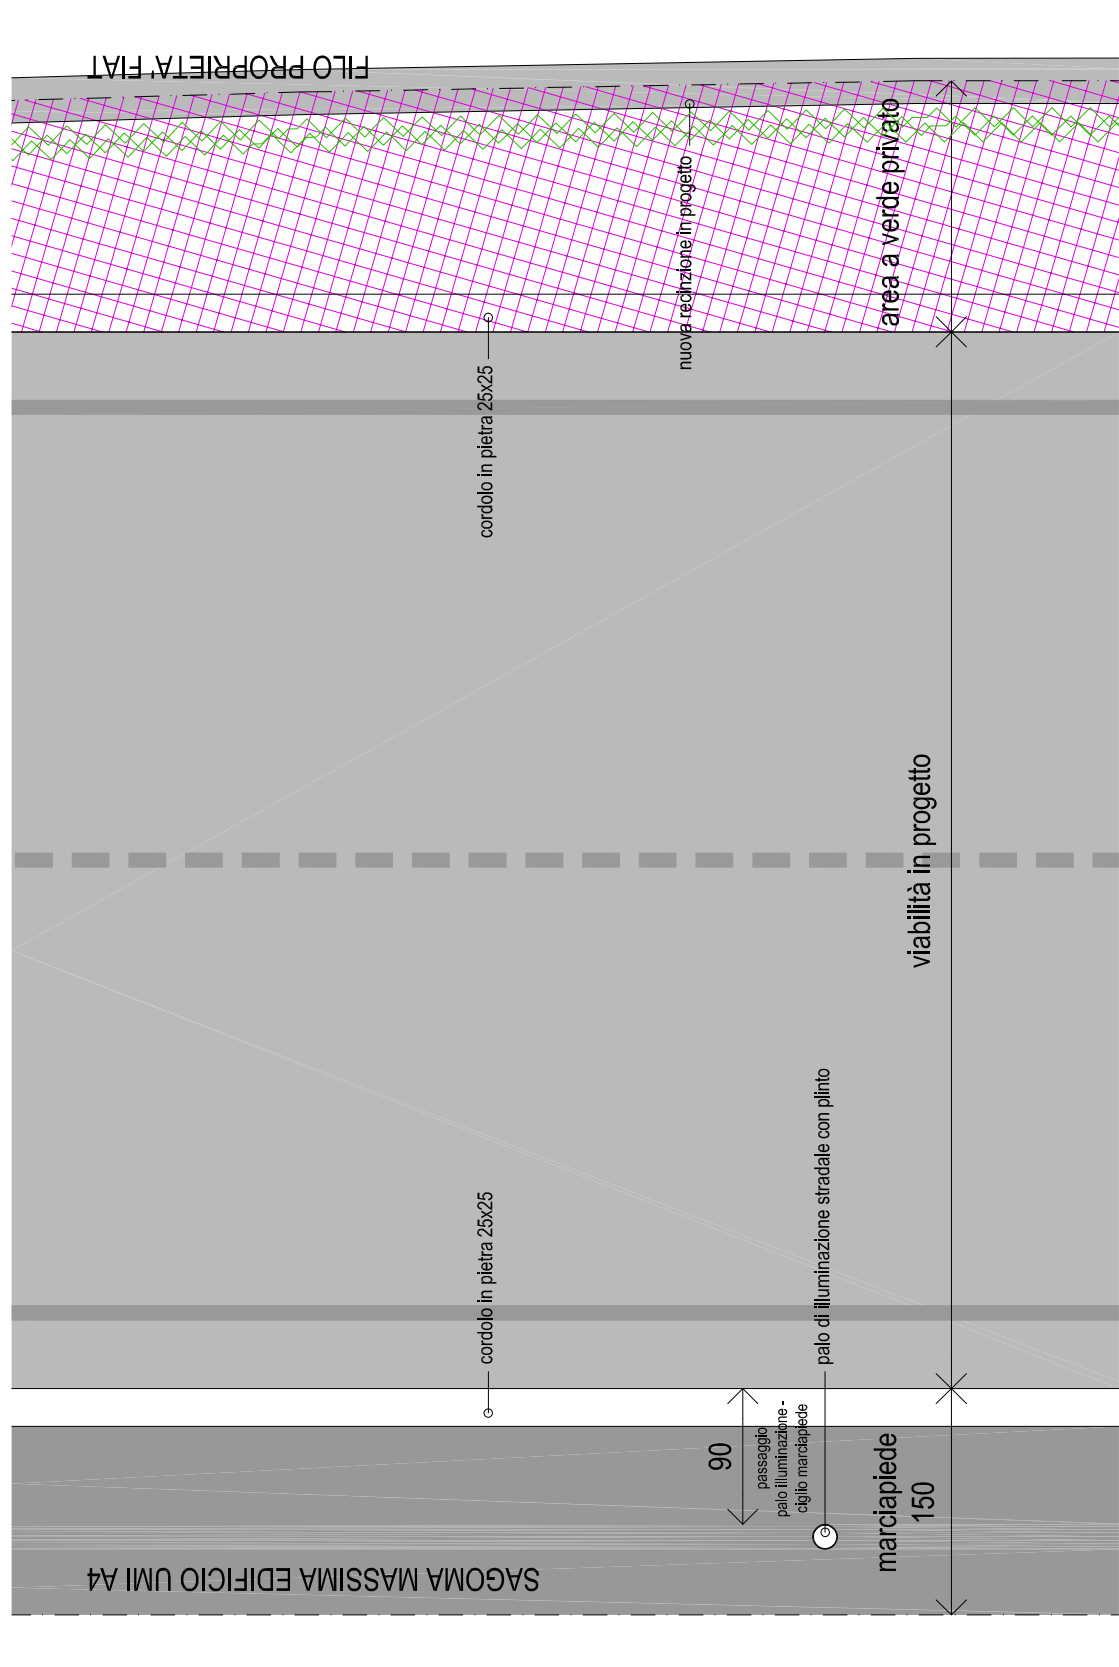 FILO PROPRIETA' FIAT
nuova recinzione in progetto
area a verde privato
cordolo in pietra 25x25
viabilità in progetto
palo di illuminazione stradale con plinto
cordolo in pietra 25x25
90
passaggio
palo illuminazione -
ciglio marciapiede
marciapiede
150
SAGOMA MASSIMA EDIFICIO UMI A4